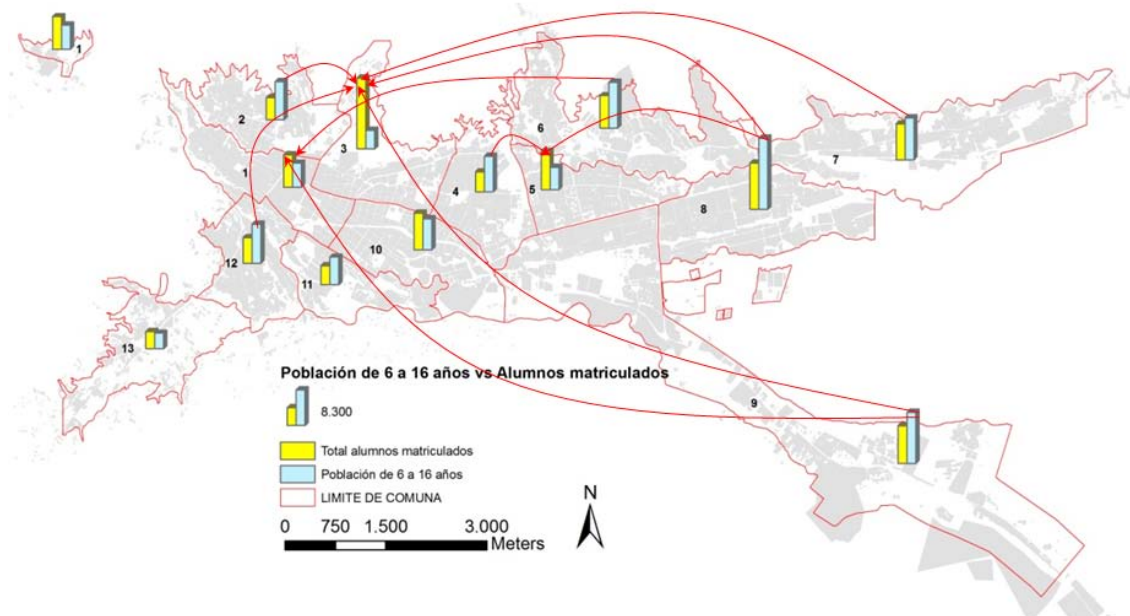 1
2
3
6
7
1
4
5
8
12
11
10
13
Población de 6 a 16 años vs Alumnos matriculados
8.300
Total alumnos matriculados
Población de 6 a 16 años
LIMITE DE COMUNA
N
0 750 1.500 3.000
Meters
9